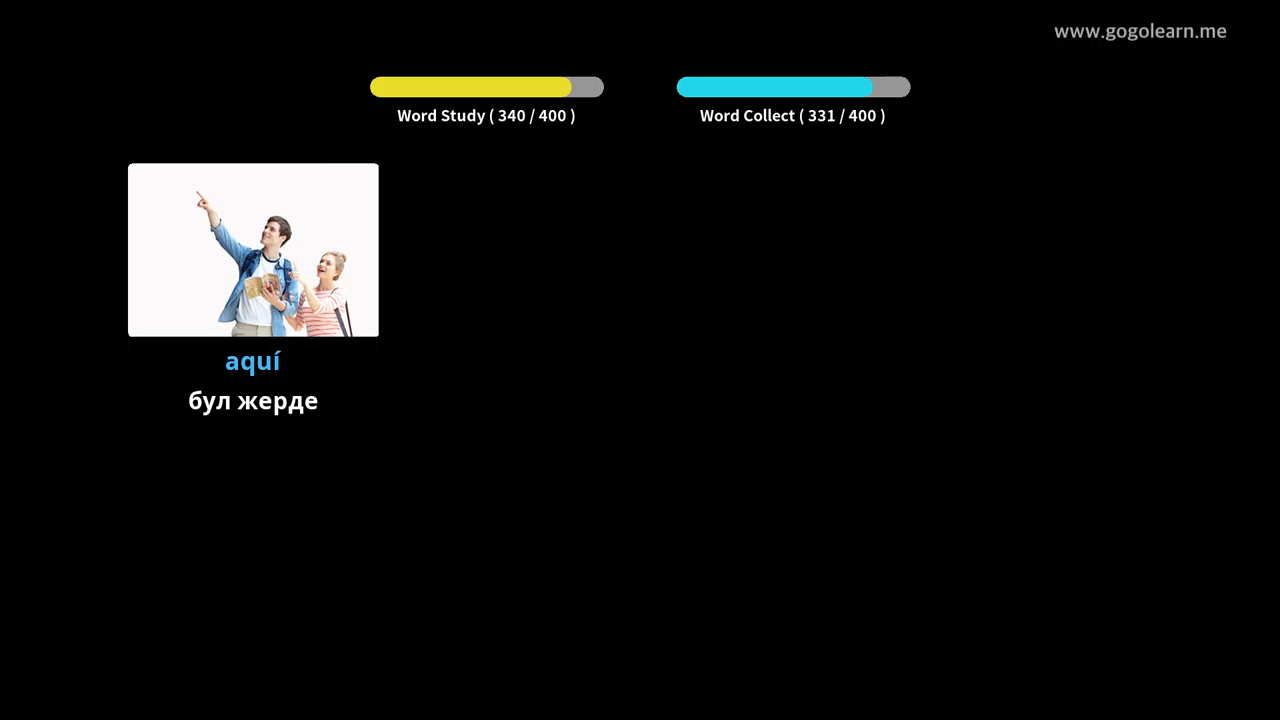 www.gogolearn.me
Word Study ( 340 / 400 )
Word Collect ( 331 / 400 )
aquí
бул жерде